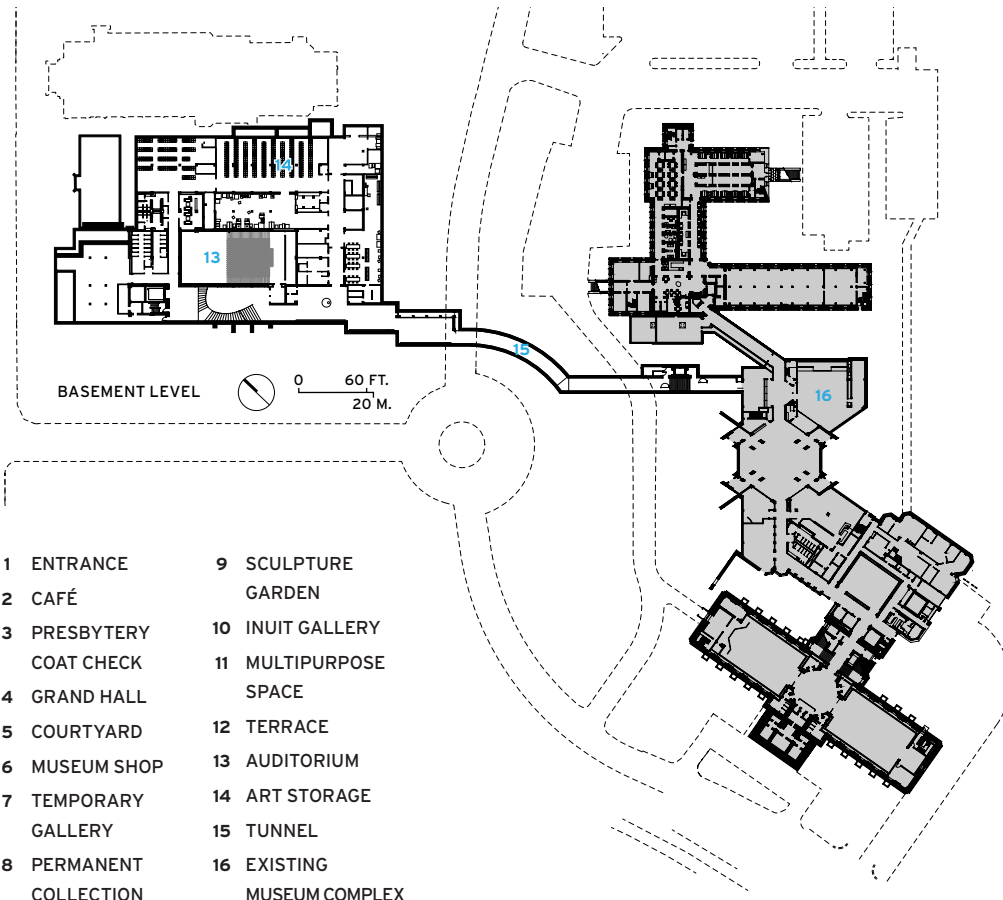 14
13
15
BASEMENT LEVEL
0 60 FT.
20 M.
16
1 ENTRANCE
2 CAFÉ
3 PRESBYTERY
COAT CHECK
4 GRAND HALL
5 COURTYARD
6 MUSEUM SHOP
7 TEMPORARY
GALLERY
8 PERMANENT
COLLECTION
9 SCULPTURE
GARDEN
10 INUIT GALLERY
11 MULTIPURPOSE
SPACE
12 TERRACE
13 AUDITORIUM
14 ART STORAGE
15 TUNNEL
16 EXISTING
MUSEUM COMPLEX